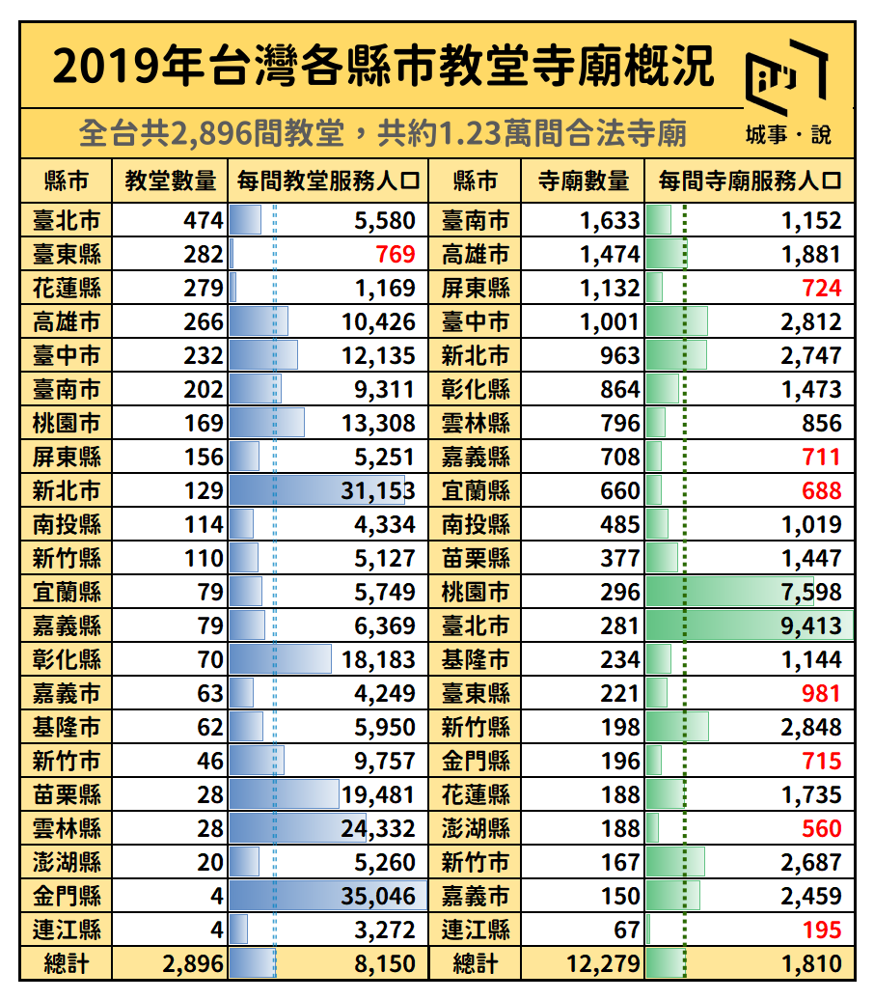 2019年台灣各縣市教堂寺廟概況
城事·說
全台共2,896間教堂，共約1.23萬間合法寺廟
縣市 教堂數量 每間教堂服務人口 縣市 寺廟數量 每間寺廟服務人口
臺北市 474 5,580 臺南市 1,633 1,152
臺東縣 282 769 高雄市 1,474 1,881
花蓮縣 279 1,169 屏東縣 1,132 724
高雄市 266 10,426 臺中市 1,001 2,812
臺中市 232 12,135 新北市 963 2,747
臺南市 202 9,311 彰化縣 864 1,473
桃園市 169 13,308 雲林縣 796 856
屏東縣 156 5,251 嘉義縣 708 711
新北市 129 31,153 宜蘭縣 660 688
南投縣 114 4,334 南投縣 485 1,019
新竹縣 110 5,127 苗栗縣 377 1,447
宜蘭縣 79 5,749 桃園市 296 7,598
嘉義縣 79 6,369 臺北市 281 9,413
彰化縣 70 18,183 基隆市 234 1,144
嘉義市 63 4,249 臺東縣 221 981
基隆市 62 5,950 新竹縣 198 2,848
新竹市 46 9,757 金門縣 196 715
苗栗縣 28 19,481 花蓮縣 188 1,735
雲林縣 28 24,332 澎湖縣 188 560
澎湖縣 20 5,260 新竹市 167 2,687
金門縣 4 35,046 嘉義市 150 2,459
連江縣 4 3,272 連江縣 67 195
總計 2,896 8,150 總計 12,279 1,810